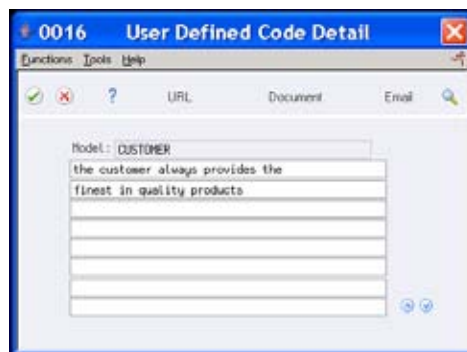 0016 User Defined Code Detail
Functions Tools Help
? URL Document Email
Model: CUSTOMER
the customer always provides the
finest in quality products